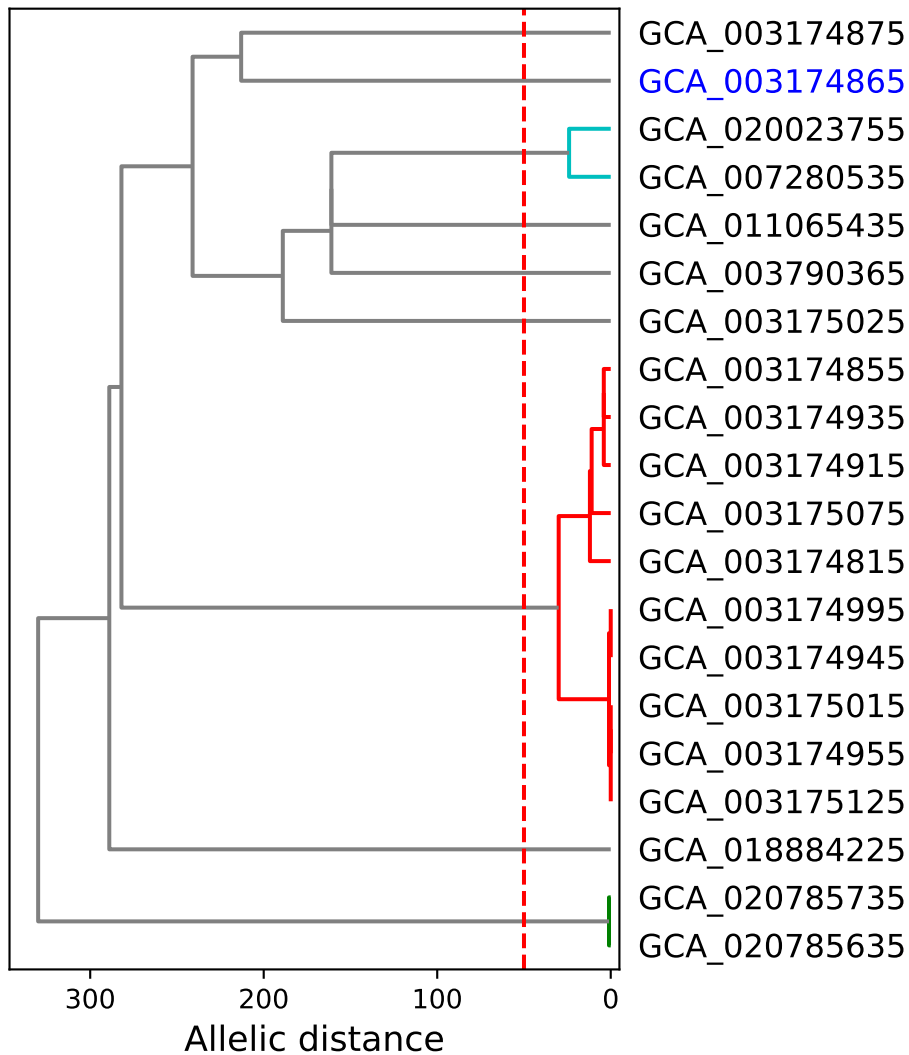 GCA_003174875
GCA_003174865
GCA_020023755
GCA_007280535
GCA_011065435
GCA_003790365
GCA_003175025
GCA_003174855
GCA_003174935
GCA_003174915
GCA_003175075
GCA_003174815
GCA_003174995
GCA_003174945
GCA_003175015
GCA_003174955
GCA_003175125
GCA_018884225
GCA_020785735
GCA_020785635
300 200 100 0
Allelic distance